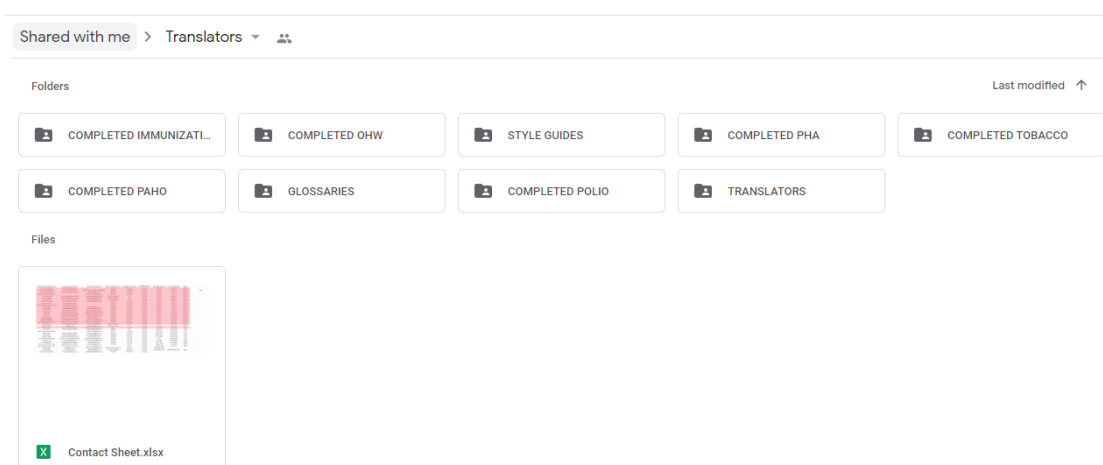 Shared with me > Translators
Folders
Last modified
COMPLETED IMMUNIZATI...
COMPLETED OHW
STYLE GUIDES
COMPLETED PHA
COMPLETED TOBACCO
COMPLETED PAHO
GLOSSARIES
COMPLETED POLIO
TRANSLATORS
Files
X Contact Sheet.xlsx